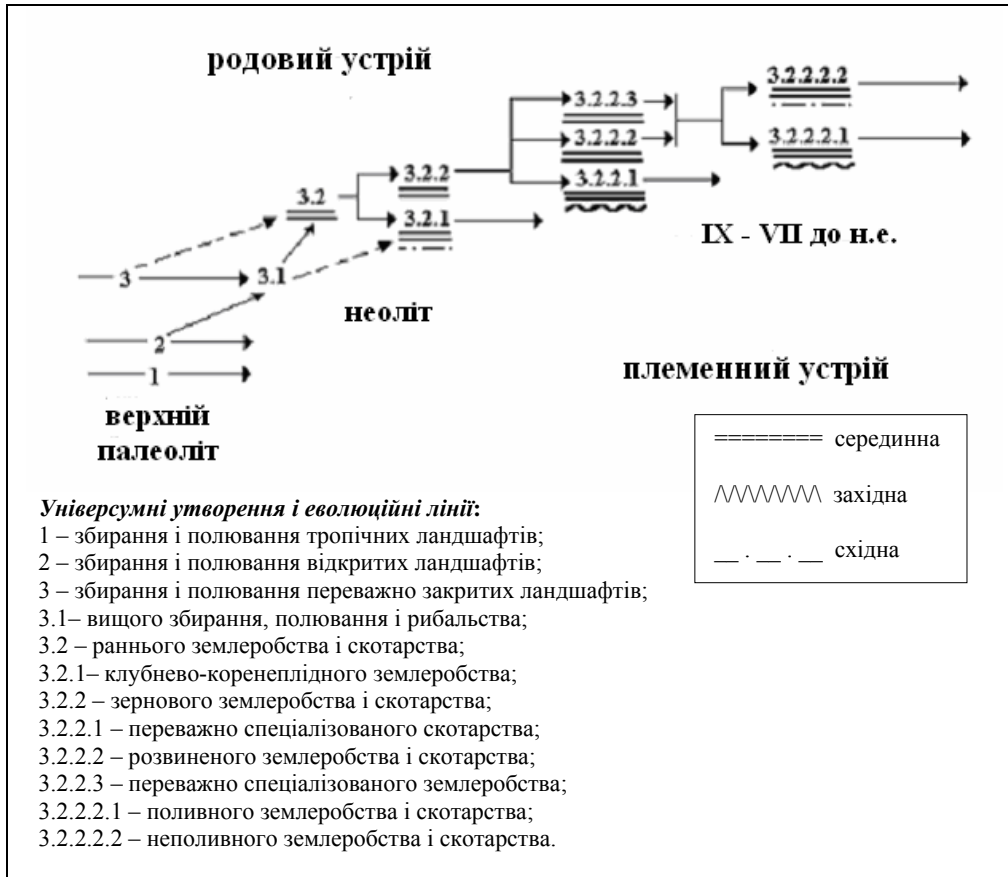 родовий устрій
3.2.2.2.2
3.2.2.3
3.2.2.2
3.2.2.2.1
3.2.2
3.2.2.1
3.2
3.2.1
IX - VII до н.е.
3
3.1
неоліт
2
1
племенний устрій
верхній
палеоліт
======== серединна
/\/\/\/\/\/\/\/\/\ західна
__ . __ . __ східна
Універсумні утворення і еволюційні лінії:
1 – збирання і полювання тропічних ландшафтів;
2 – збирання і полювання відкритих ландшафтів;
3 – збирання і полювання переважно закритих ландшафтів;
3.1– вищого збирання, полювання і рибальства;
3.2 – раннього землеробства і скотарства;
3.2.1– клубнево-коренеплідного землеробства;
3.2.2 – зернового землеробства і скотарства;
3.2.2.1 – переважно спеціалізованого скотарства;
3.2.2.2 – розвиненого землеробства і скотарства;
3.2.2.3 – переважно спеціалізованого землеробства;
3.2.2.2.1 – поливного землеробства і скотарства;
3.2.2.2.2 – неполивного землеробства і скотарства.